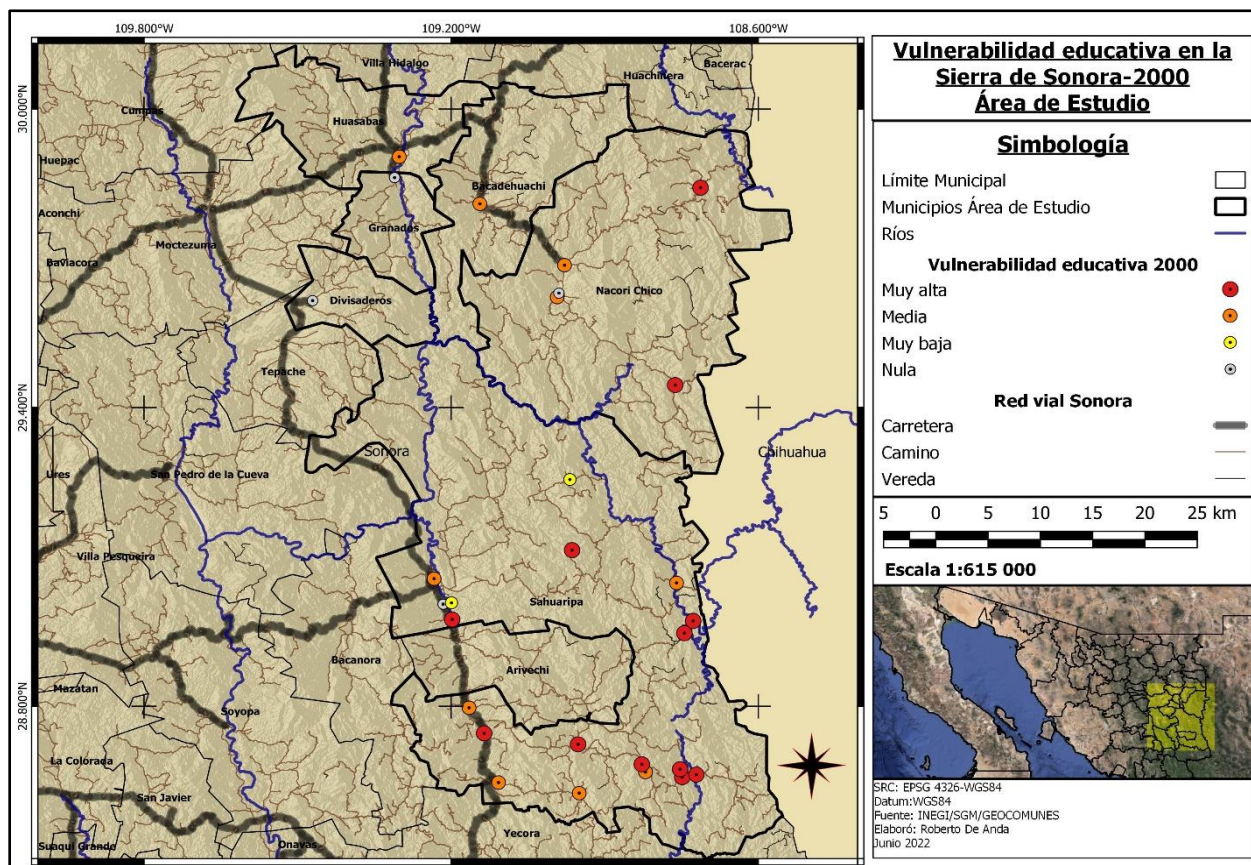 109.800°W 109.200°W 108.600°W
30.000°N
29.400°N
28.800°N
Villa Hidalgo
Bacerac
Huachinera
Cumpas
Huasabas
Huepac
Bacadehuachi
Aconchi
Granados
Moctezuma
Baviacora
Nacori Chico
Divisaderos
Tepache
Sonora
Chihuahua
Ures
San Pedro de la Cueva
Villa Pesqueira
Sahuaripa
Bacanora
Arivechi
Mazatan
Soyopa
La Colorada
San Javier
Yecora
Suaqui Grande
Onavas
Vulnerabilidad educativa en la
Sierra de Sonora-2000
Área de Estudio
Simbología
Límite Municipal
Municipios Área de Estudio
Ríos
Vulnerabilidad educativa 2000
Muy alta
Media
Muy baja
Nula
Red vial Sonora
Carretera
Camino
Vereda
5 0 5 10 15 20 25 km
Escala 1:615 000
SRC: EPSG 4326-WGS84
Datum:WGS84
Fuente: INEGI/SGM/GEOCOMUNES
Elaboró: Roberto De Anda
Junio 2022